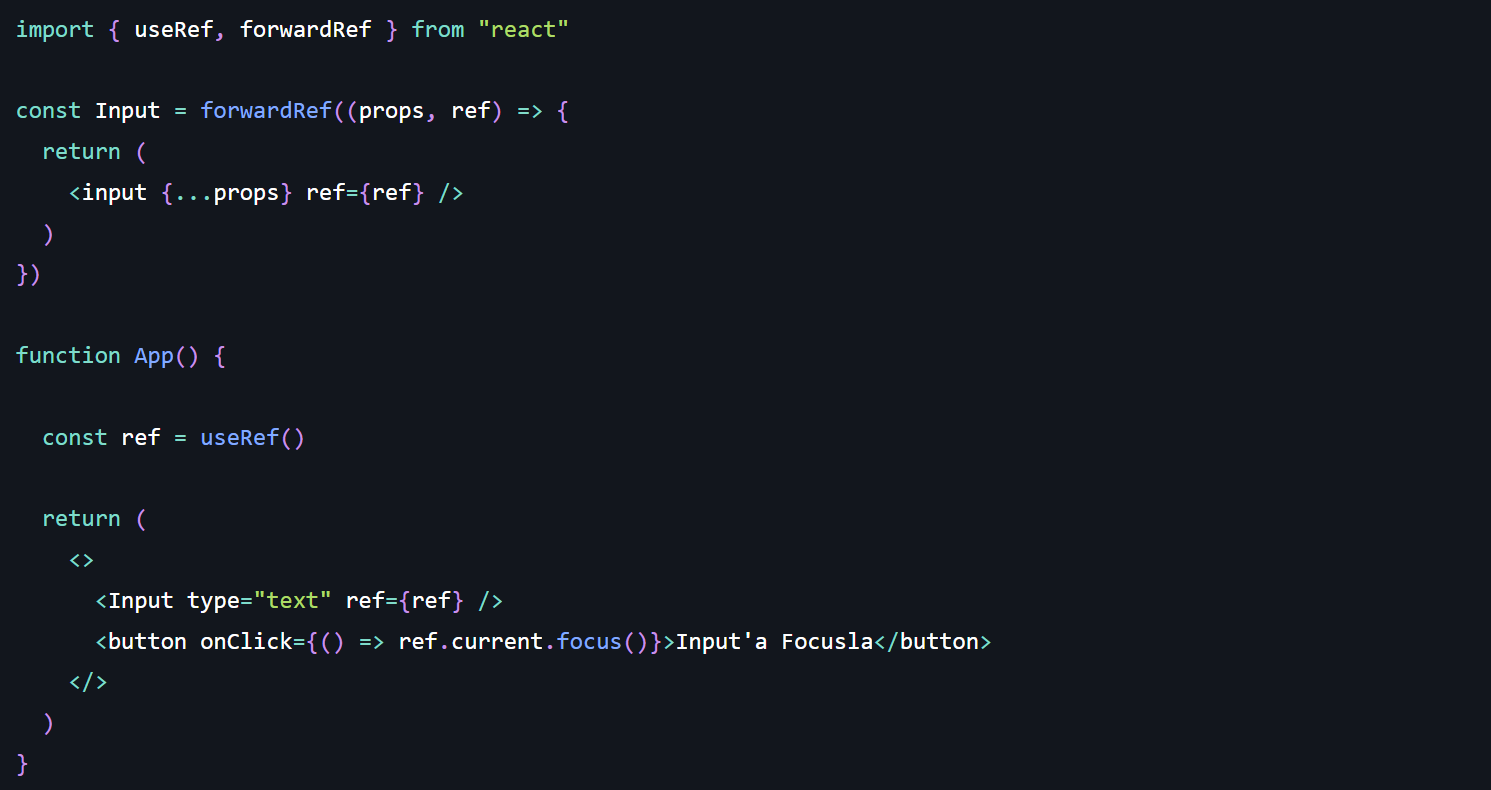 import { useRef, forwardRef } from "react"
const Input = forwardRef((props, ref) => {
  return (
    <input {...props} ref={ref} />
  )
})
function App() {
  const ref = useRef()
  return (
    <>
      <Input type="text" ref={ref} />
      <button onClick={() => ref.current.focus()}>Input'a Focusla</button>
    </>
  )
}